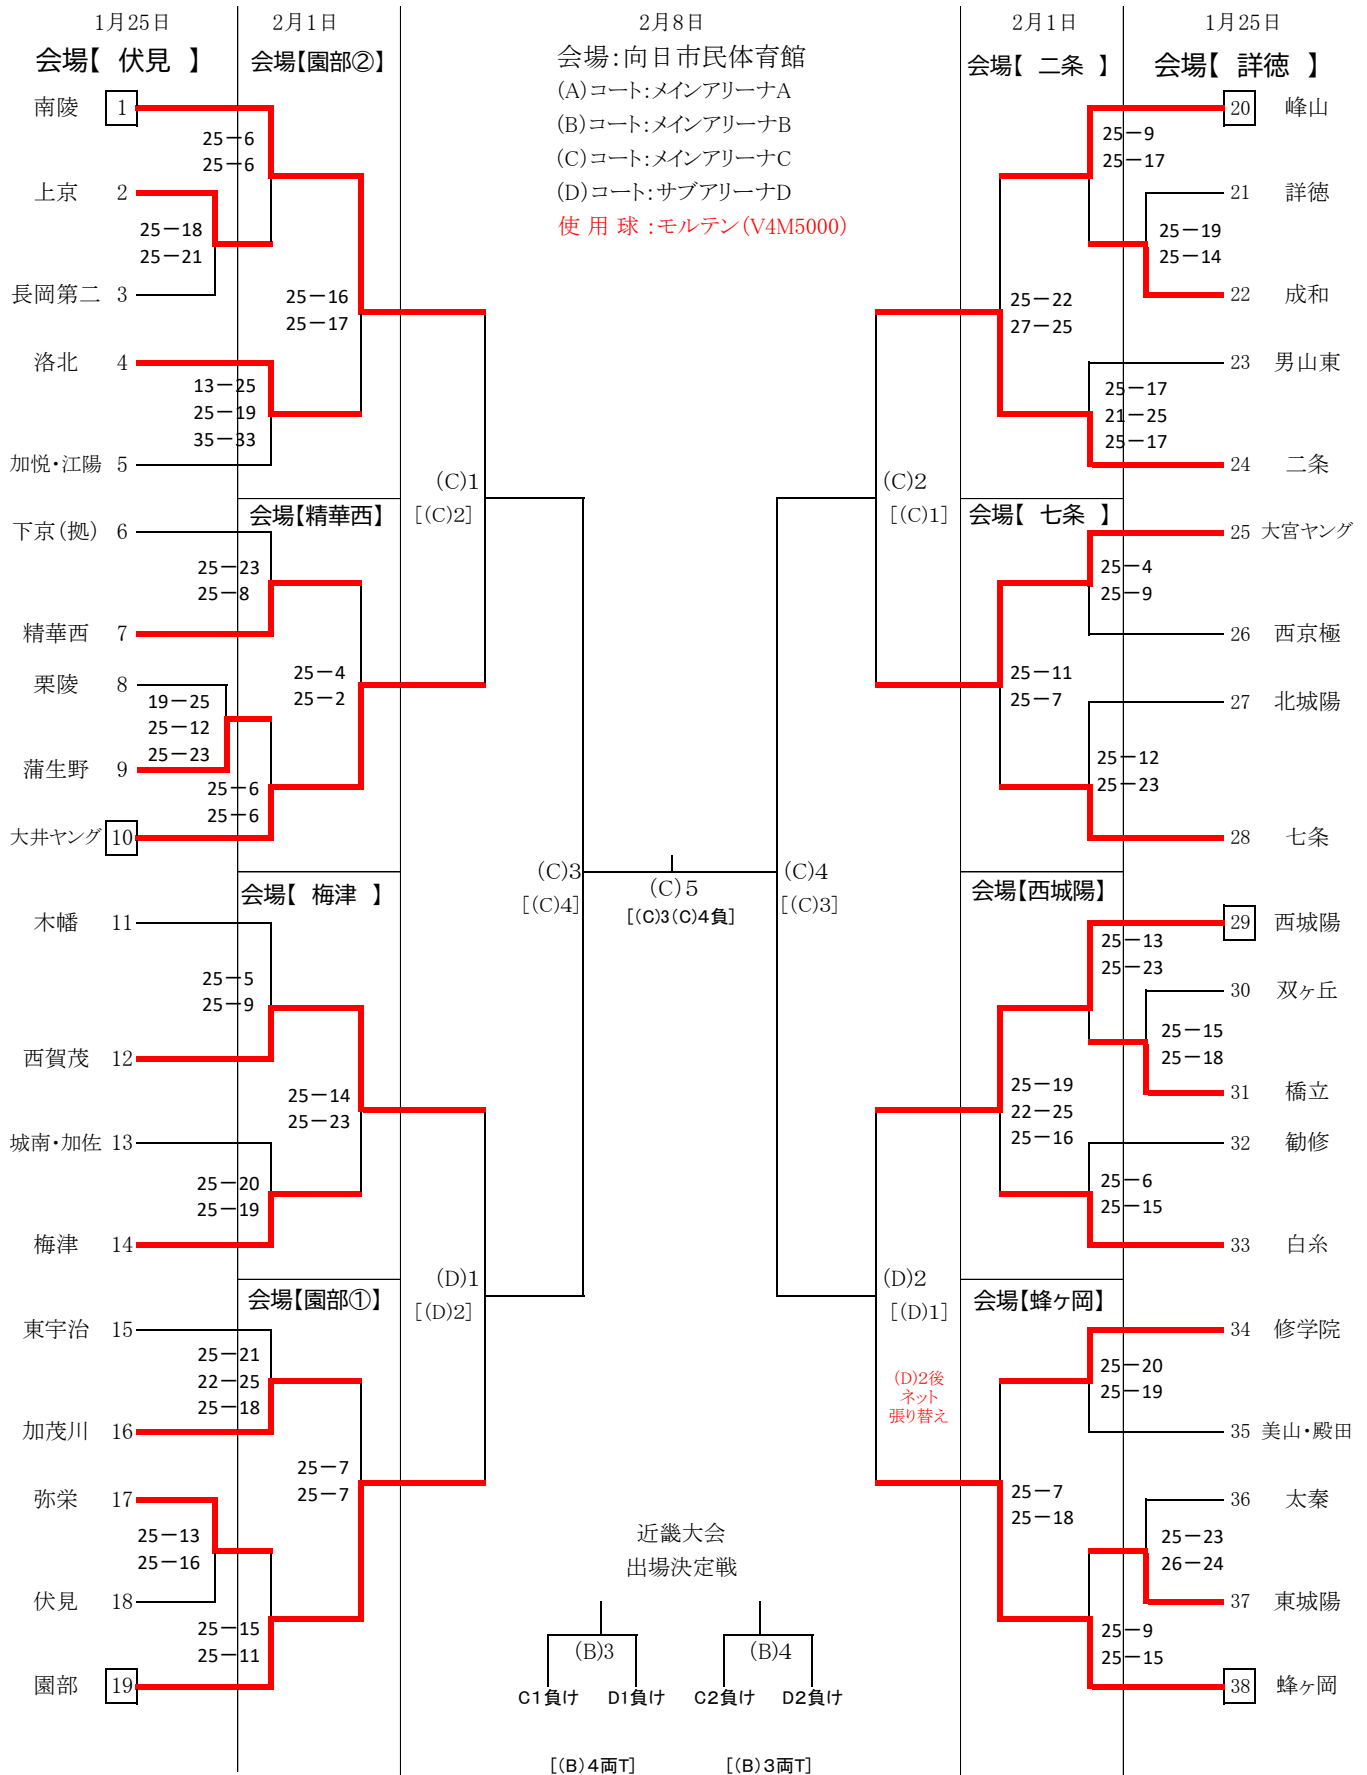 1月25日
2月1日
2月8日
2月1日
1月25日
会場【 伏見 】
会場【園部②】
会場:向日市民体育館
会場【 二条 】
会場【 詳徳 】
(A)コート:メインアリーナA
(B)コート:メインアリーナB
(C)コート:メインアリーナC
(D)コート:サブアリーナD
使 用 球 :モルテン(V4M5000)
南陵 1
25－6
25－6
上京 2
25－18
25－21
長岡第二 3
25－16
25－17
洛北 4
13－25
25－19
35－33
加悦・江陽 5
(C)1
[(C)2]
会場【精華西】
下京(拠) 6
25－23
25－8
精華西 7
25－4
25－2
栗陵 8
19－25
25－12
25－23
蒲生野 9
25－6
25－6
大井ヤング 10
会場【 梅津 】
(C)3
[(C)4]
木幡 11
25－5
25－9
西賀茂 12
25－14
25－23
城南・加佐 13
25－20
25－19
梅津 14
(D)1
[(D)2]
会場【園部①】
東宇治 15
25－21
22－25
25－18
加茂川 16
25－7
25－7
弥栄 17
25－13
25－16
伏見 18
25－15
25－11
園部 19
(C)5
[(C)3(C)4負]
近畿大会
出場決定戦
(B)3
(B)4
C1負け D1負け C2負け D2負け
[(B)4両T]
[(B)3両T]
20 峰山
25－9
25－17
21 詳徳
25－19
25－14
22 成和
25－22
27－25
23 男山東
25－17
21－25
25－17
24 二条
(C)2
[(C)1]
会場【 七条 】
25 大宮ヤング
25－4
25－9
26 西京極
25－11
25－7
27 北城陽
25－12
25－23
28 七条
(C)4
[(C)3]
会場【西城陽】
29 西城陽
25－13
25－23
30 双ヶ丘
25－15
25－18
31 橋立
25－19
22－25
25－16
32 勧修
25－6
25－15
33 白糸
(D)2
[(D)1]
会場【蜂ヶ岡】
34 修学院
25－20
25－19
(D)2後
ネット
張り替え
35 美山・殿田
25－7
25－18
36 太秦
25－23
26－24
37 東城陽
25－9
25－15
38 蜂ヶ岡